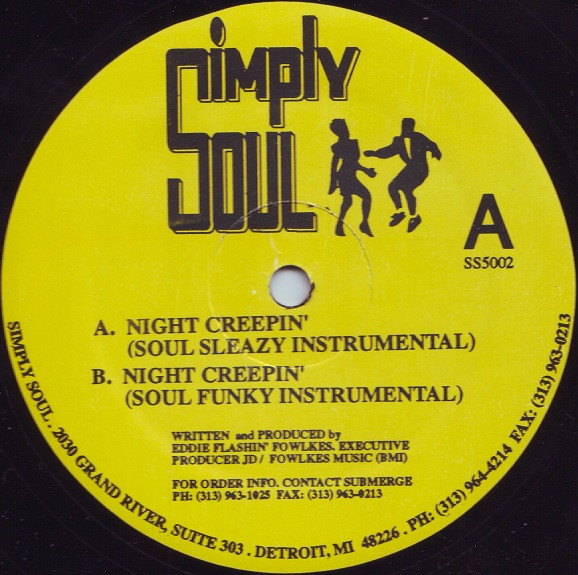 Simply
Soul
A
SS5002
A. NIGHT CREEPIN'
(SOUL SLEAZY INSTRUMENTAL)
B. NIGHT CREEPIN'
(SOUL FUNKY INSTRUMENTAL)
WRITTEN and PRODUCED by
EDDIE FLASHIN' FOWLKES. EXECUTIVE
PRODUCER JD / FOWLKES MUSIC (BMI)
FOR ORDER INFO. CONTACT SUBMERGE
PH: (313) 963-1025 FAX: (313) 963-0213
SIMPLY SOUL . 2030 GRAND RIVER, SUITE 303 . DETROIT, MI 48226 . PH: (313) 964-4214 FAX: (313) 963-0213